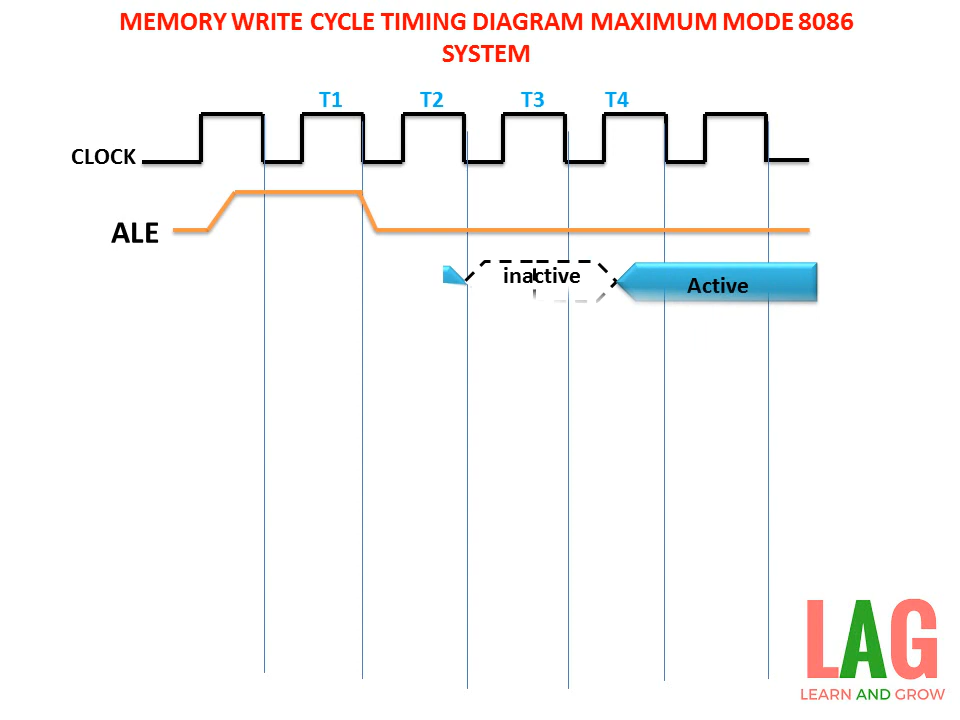 MEMORY WRITE CYCLE TIMING DIAGRAM MAXIMUM MODE 8086
SYSTEM
T1 T2 T3 T4
CLOCK
ALE
inactive
Active
LAG
LEARN AND GROW